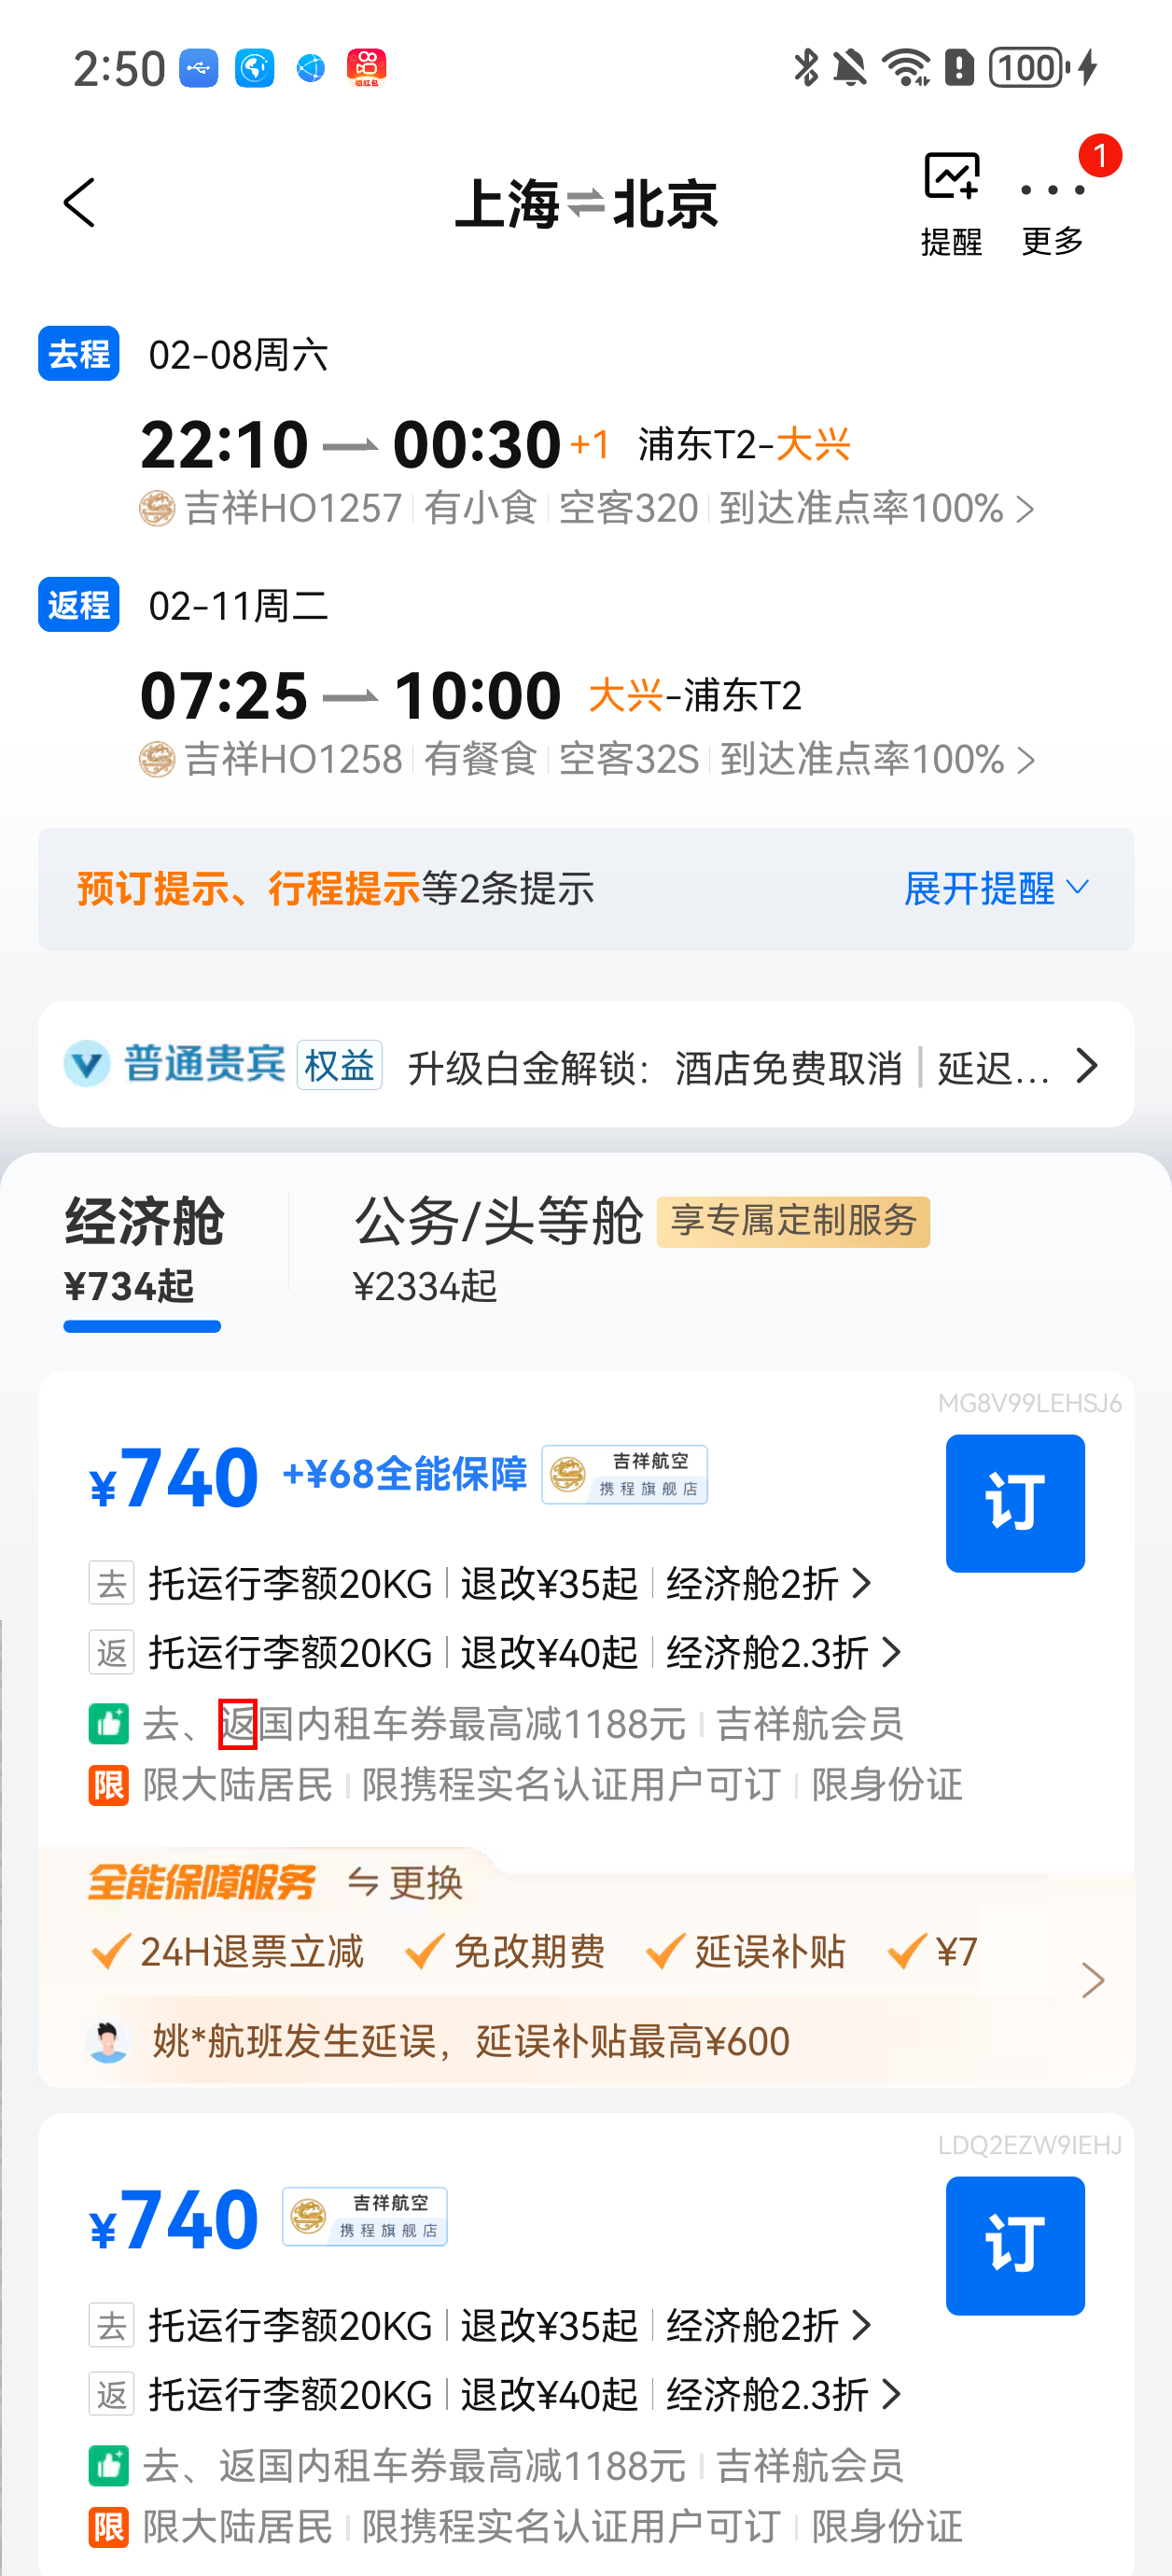 2:50
100
上海⇌北京
提醒
更多
1
去程 02-08周六
22:10 00:30 +1 浦东T2-大兴
吉祥HO1257 有小食 空客320 到达准点率100%
返程 02-11周二
07:25 10:00 大兴-浦东T2
吉祥HO1258 有餐食 空客32S 到达准点率100%
预订提示、行程提示等2条提示 展开提醒
普通贵宾 权益 升级白金解锁：酒店免费取消 延迟...
经济舱 公务/头等舱 享专属定制服务
¥734起 ¥2334起
MG8V99LEHSJ6
¥740 +¥68全能保障 吉祥航空 携程旗舰店 订
去 托运行李额20KG 退改¥35起 经济舱2折
返 托运行李额20KG 退改¥40起 经济舱2.3折
去、返国内租车券最高减1188元 吉祥航会员
限 限大陆居民 限携程实名认证用户可订 限身份证
全能保障服务 更换
24H退票立减 免改期费 延误补贴 ¥7
姚*航班发生延误，延误补贴最高¥600
LDQ2EZW9IEHJ
¥740 吉祥航空 携程旗舰店 订
去 托运行李额20KG 退改¥35起 经济舱2折
返 托运行李额20KG 退改¥40起 经济舱2.3折
去、返国内租车券最高减1188元 吉祥航会员
限 限大陆居民 限携程实名认证用户可订 限身份证